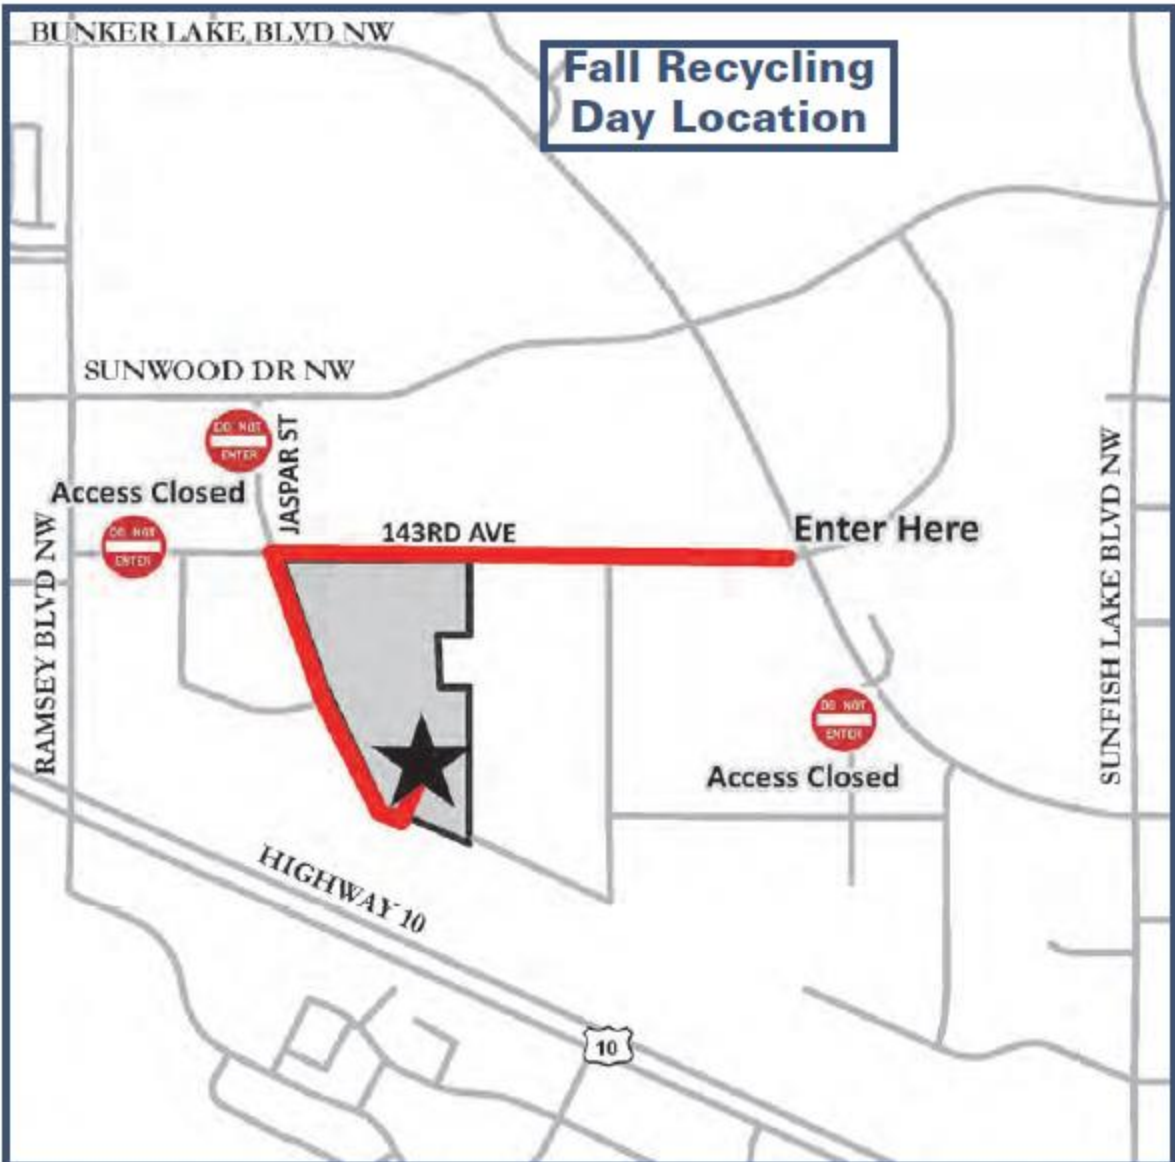 BUNKER LAKE BLVD NW
Fall Recycling
Day Location
SUNWOOD DR NW
DO NOT
ENTER
JASPAR ST
Access Closed
DO NOT
ENTER
143RD AVE
Enter Here
RAMSEY BLVD NW
SUNFISH LAKE BLVD NW
DO NOT
ENTER
Access Closed
HIGHWAY 10
10